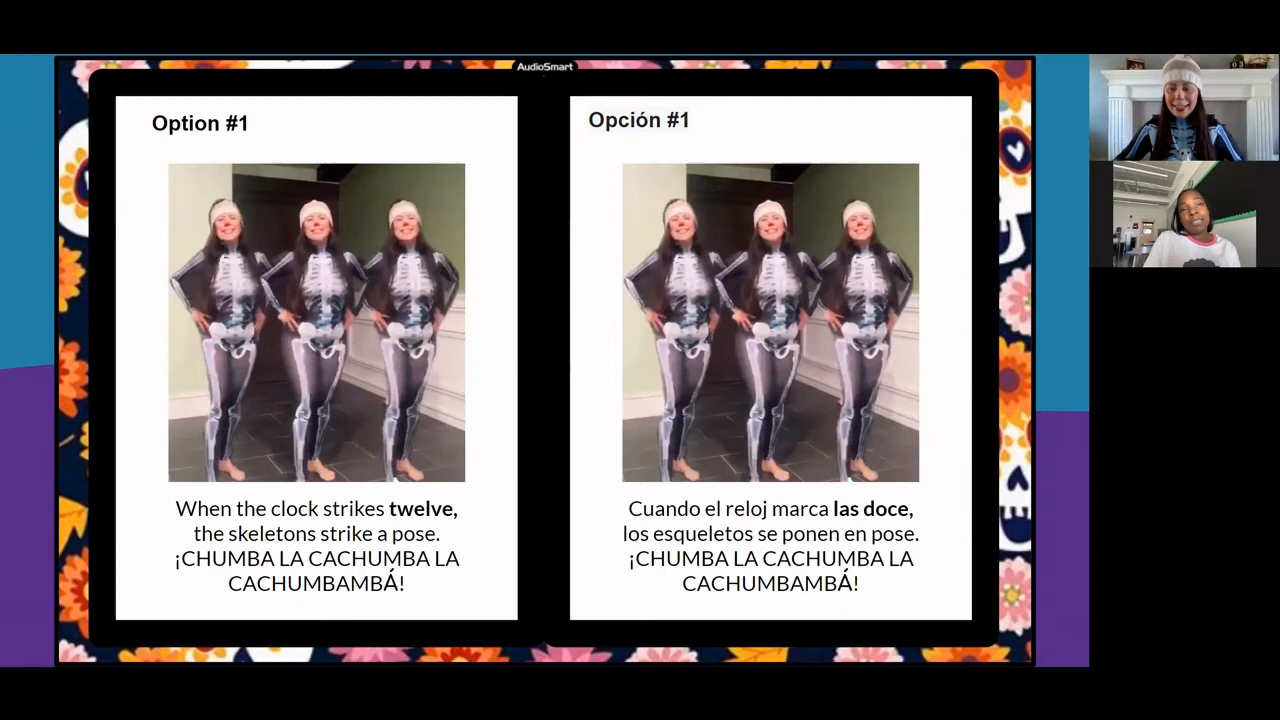 AudioSmart
Option #1
When the clock strikes twelve,
the skeletons strike a pose.
¡CHUMBA LA CACHUMBA LA
CACHUMBAMBÁ!
Opción #1
Cuando el reloj marca las doce,
los esqueletos se ponen en pose.
¡CHUMBA LA CACHUMBA LA
CACHUMBAMBÁ!